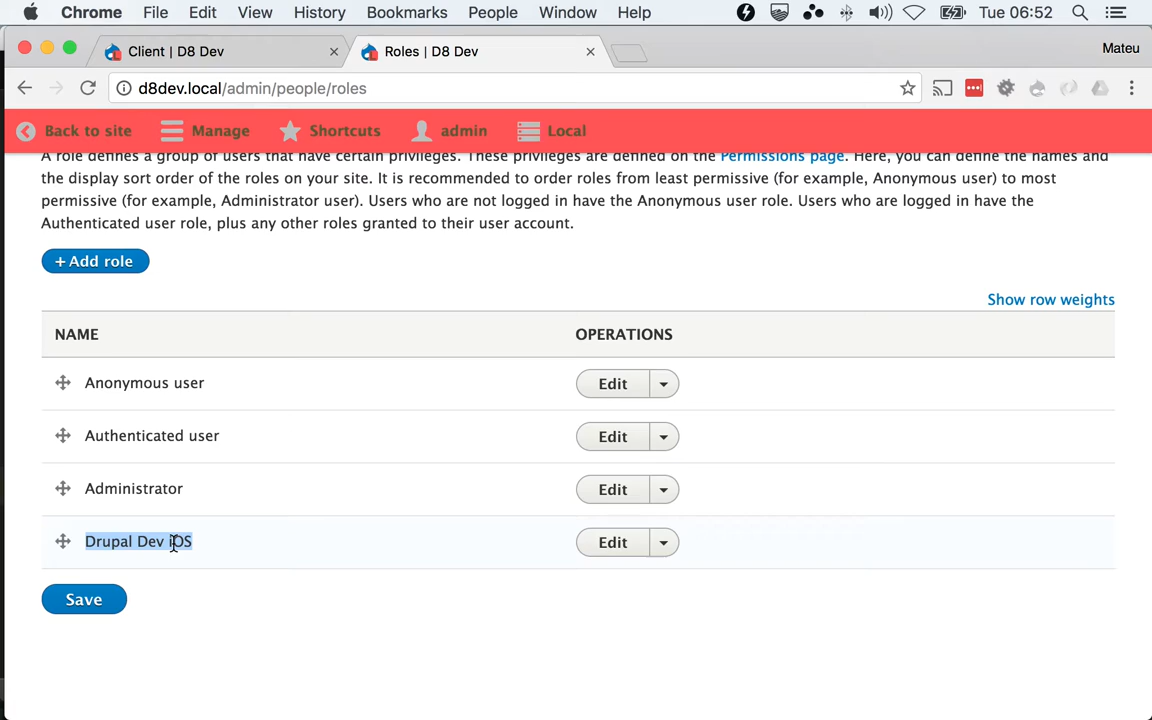 Chrome File Edit View History Bookmarks People Window Help Tue 06:52
Client | D8 Dev Roles | D8 Dev Mateu
d8dev.local/admin/people/roles
Back to site Manage Shortcuts admin Local
A role defines a group of users that have certain privileges. These privileges are defined on the Permissions page. Here, you can define the names and
the display sort order of the roles on your site. It is recommended to order roles from least permissive (for example, Anonymous user) to most
permissive (for example, Administrator user). Users who are not logged in have the Anonymous user role. Users who are logged in have the
Authenticated user role, plus any other roles granted to their user account.
+ Add role
Show row weights
NAME OPERATIONS
Anonymous user Edit
Authenticated user Edit
Administrator Edit
Drupal Dev iOS Edit
Save